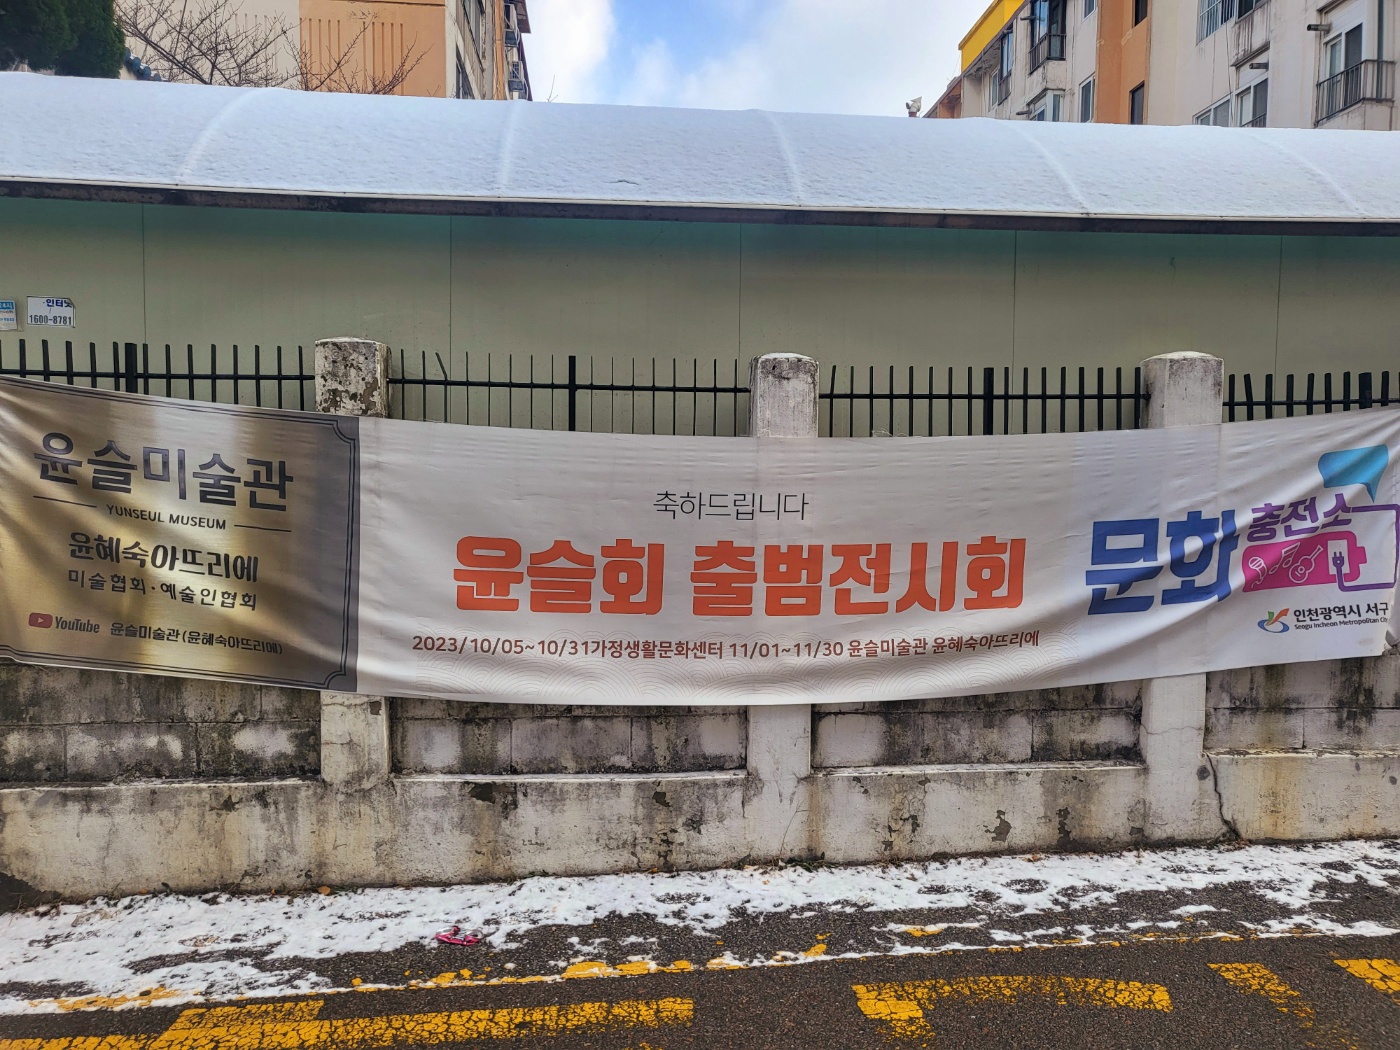 인터넷
1600-8781
윤슬미술관
YUNSEUL MUSEUM
윤혜숙아뜨리에
미술협회·예술인협회
YouTube 윤슬미술관(윤혜숙아뜨리에)
축하드립니다
윤슬회 출범전시회
2023/10/05~10/31가정생활문화센터 11/01~11/30 윤슬미술관 윤혜숙아뜨리에
문화충전소
인천광역시 서구
Seogu Incheon Metropolitan City